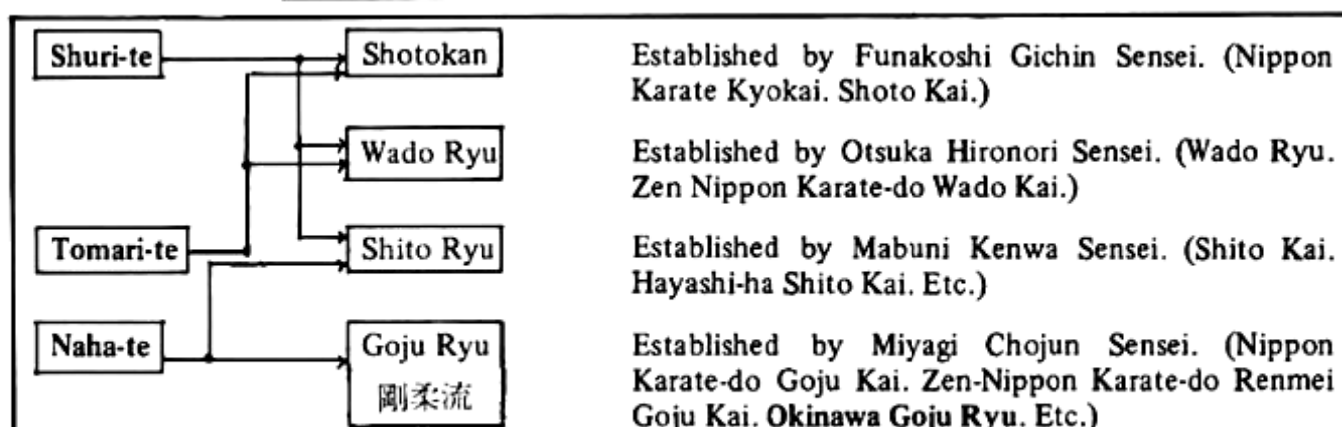 Shuri-te
Shotokan
Established by Funakoshi Gichin Sensei. (Nippon
Karate Kyokai. Shoto Kai.)
Wado Ryu
Established by Otsuka Hironori Sensei. (Wado Ryu.
Zen Nippon Karate-do Wado Kai.)
Tomari-te
Shito Ryu
Established by Mabuni Kenwa Sensei. (Shito Kai.
Hayashi-ha Shito Kai. Etc.)
Naha-te
Goju Ryu
剛柔流
Established by Miyagi Chojun Sensei. (Nippon
Karate-do Goju Kai. Zen-Nippon Karate-do Renmei
Goju Kai. Okinawa Goju Ryu. Etc.)